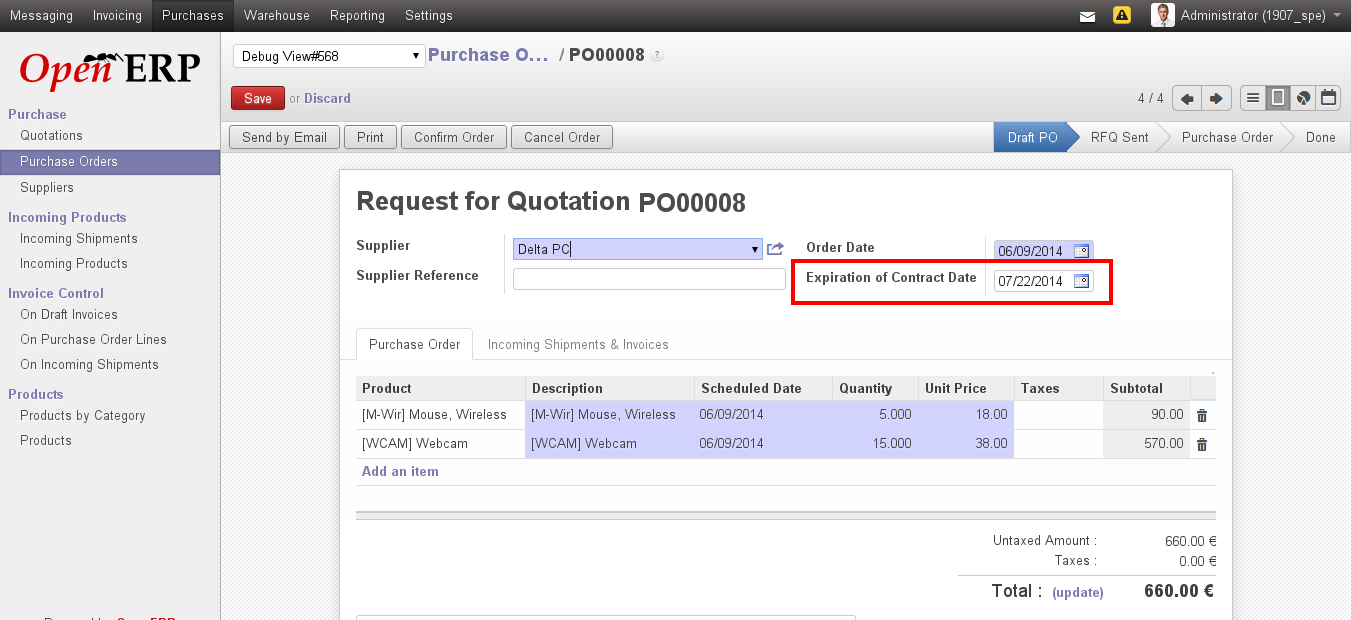 Messaging Invoicing Purchases Warehouse Reporting Settings Administrator (1907_spe)
Open ERP
Debug View#568 Purchase O... / PO00008 ?
Save or Discard 4 / 4
Purchase
Quotations
Purchase Orders
Suppliers
Incoming Products
Incoming Shipments
Incoming Products
Invoice Control
On Draft Invoices
On Purchase Order Lines
On Incoming Shipments
Products
Products by Category
Products
Send by Email Print Confirm Order Cancel Order Draft PO RFQ Sent Purchase Order Done
Request for Quotation PO00008
Supplier Delta PC Order Date 06/09/2014
Supplier Reference Expiration of Contract Date 07/22/2014
Purchase Order Incoming Shipments & Invoices
Product Description Scheduled Date Quantity Unit Price Taxes Subtotal
[M-Wir] Mouse, Wireless [M-Wir] Mouse, Wireless 06/09/2014 5.000 18.00 90.00
[WCAM] Webcam [WCAM] Webcam 06/09/2014 15.000 38.00 570.00
Add an item
Untaxed Amount : 660.00 €
Taxes : 0.00 €
Total : (update) 660.00 €